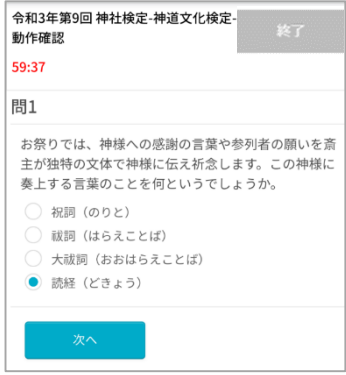 令和3年第9回 神社検定-神道文化検定-
動作確認
終了
59:37
問1
お祭りでは、神様への感謝の言葉や参列者の願いを斎
主が独特の文体で神様に伝え祈念します。この神様に
奏上する言葉のことを何というでしょうか。
祝詞（のりと）
祓詞（はらえことば）
大祓詞（おおはらえことば）
読経（どきょう）
次へ